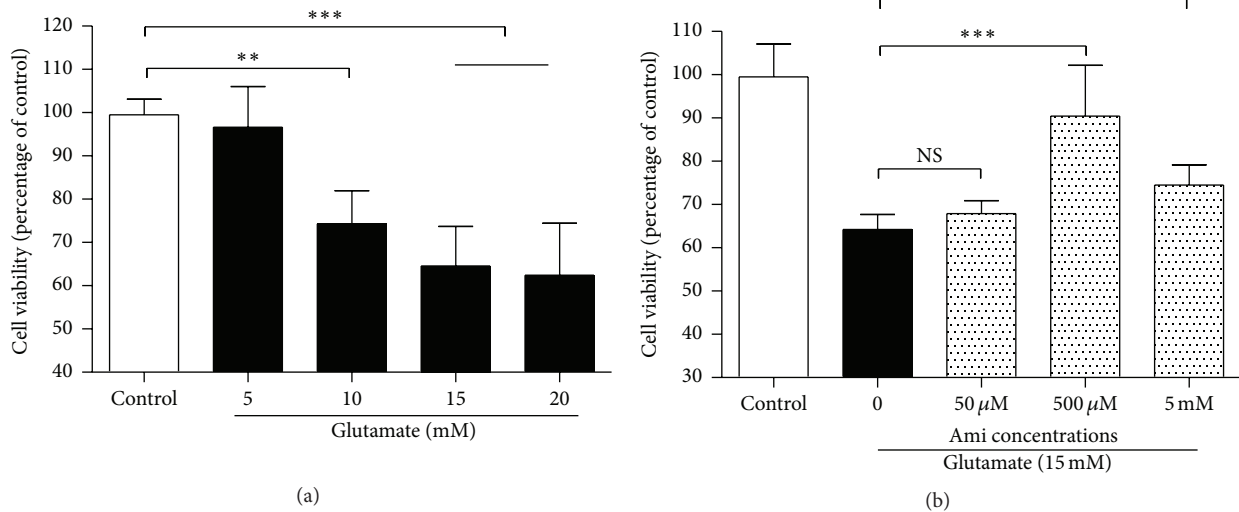 ***
**
120
110
100
90
80
70
60
50
40
Cell viability (percentage of control)
Control 5 10 15 20
Glutamate (mM)
(a)
***
NS
110
100
90
80
70
60
50
40
30
Cell viability (percentage of control)
Control 0 50 μM 500 μM 5 mM
Ami concentrations
Glutamate (15 mM)
(b)